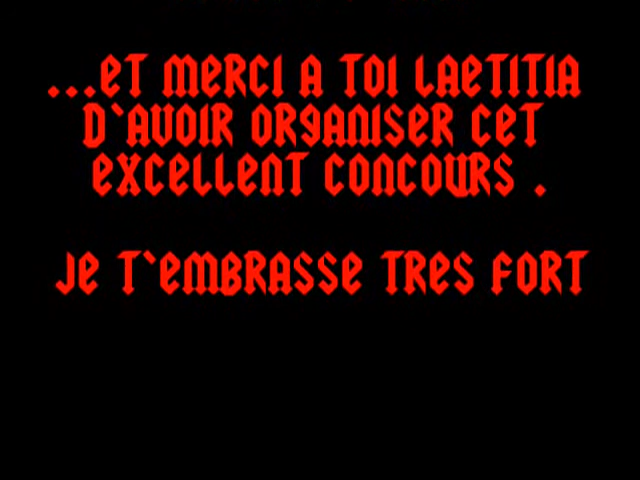 ...ET MERCI A TOI LAETITIA
D`AVOIR ORGANISER CET
EXCELLENT CONCOURS .
JE T`EMBRASSE TRES FORT